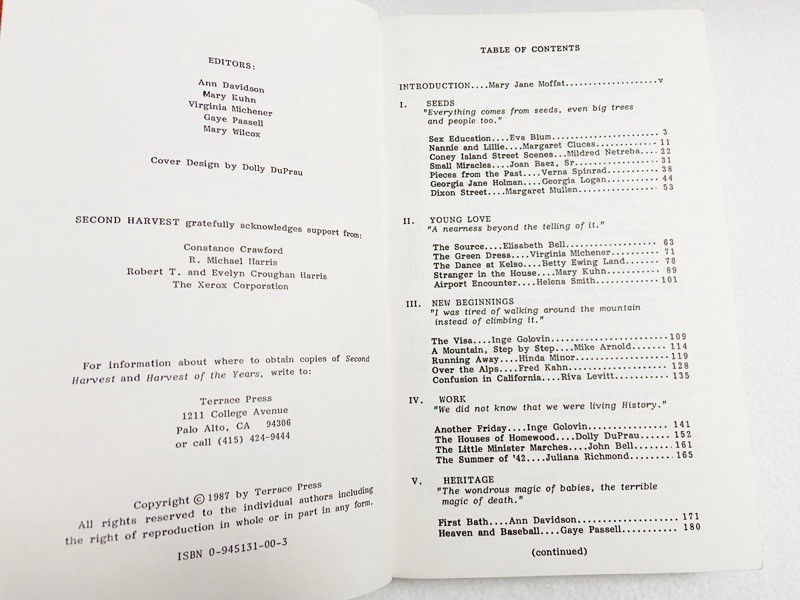 EDITORS:
Ann Davidson
Mary Kuhn
Virginia Michener
Gaye Passell
Mary Wilcox
Cover Design by Dolly DuPrau
SECOND HARVEST gratefully acknowledges support from:
Constance Crawford
R. Michael Harris
Robert T. and Evelyn Croughan Harris
The Xerox Corporation
For information about where to obtain copies of Second
Harvest and Harvest of the Years, write to:
Terrace Press
1211 College Avenue
Palo Alto, CA 94306
or call (415) 424-9444
Copyright © 1987 by Terrace Press
All rights reserved to the individual authors including
the right of reproduction in whole or in part in any form.
ISBN 0-945131-00-3
TABLE OF CONTENTS
INTRODUCTION....Mary Jane Moffat....................v
I. SEEDS
"Everything comes from seeds, even big trees
and people too."
Sex Education....Eva Blum.................... 3
Nannie and Lillie....Margaret Clucas........... 11
Coney Island Street Scenes...Mildred Netreba.... 22
Small Miracles....Joan Baez, Sr................ 31
Pieces from the Past....Verna Spinrad.......... 38
Georgia Jane Holman....Georgia Logan.......... 44
Dixon Street....Margaret Mullen............... 53
II. YOUNG LOVE
"A nearness beyond the telling of it."
The Source....Elisabeth Bell.................. 63
The Green Dress....Virginia Michener.......... 71
The Dance at Kelso....Betty Ewing Land....... 78
Stranger in the House....Mary Kuhn........... 89
Airport Encounter....Helena Smith............ 101
III. NEW BEGINNINGS
"I was tired of walking around the mountain
instead of climbing it."
The Visa....Inge Golovin.......................109
A Mountain, Step by Step....Mike Arnold....... 114
Running Away....Hinda Minor...................119
Over the Alps....Fred Kahn.................... 128
Confusion in California....Riva Levitt........... 135
IV. WORK
"We did not know that we were living History."
Another Friday....Inge Golovin................ 141
The Houses of Homewood....Dolly DuPrau...... 152
The Little Minister Marches....John Bell........161
The Summer of '42....Juliana Richmond.........165
V. HERITAGE
"The wondrous magic of babies, the terrible
magic of death."
First Bath....Ann Davidson.................... 171
Heaven and Baseball....Gaye Passell........... 180
(continued)